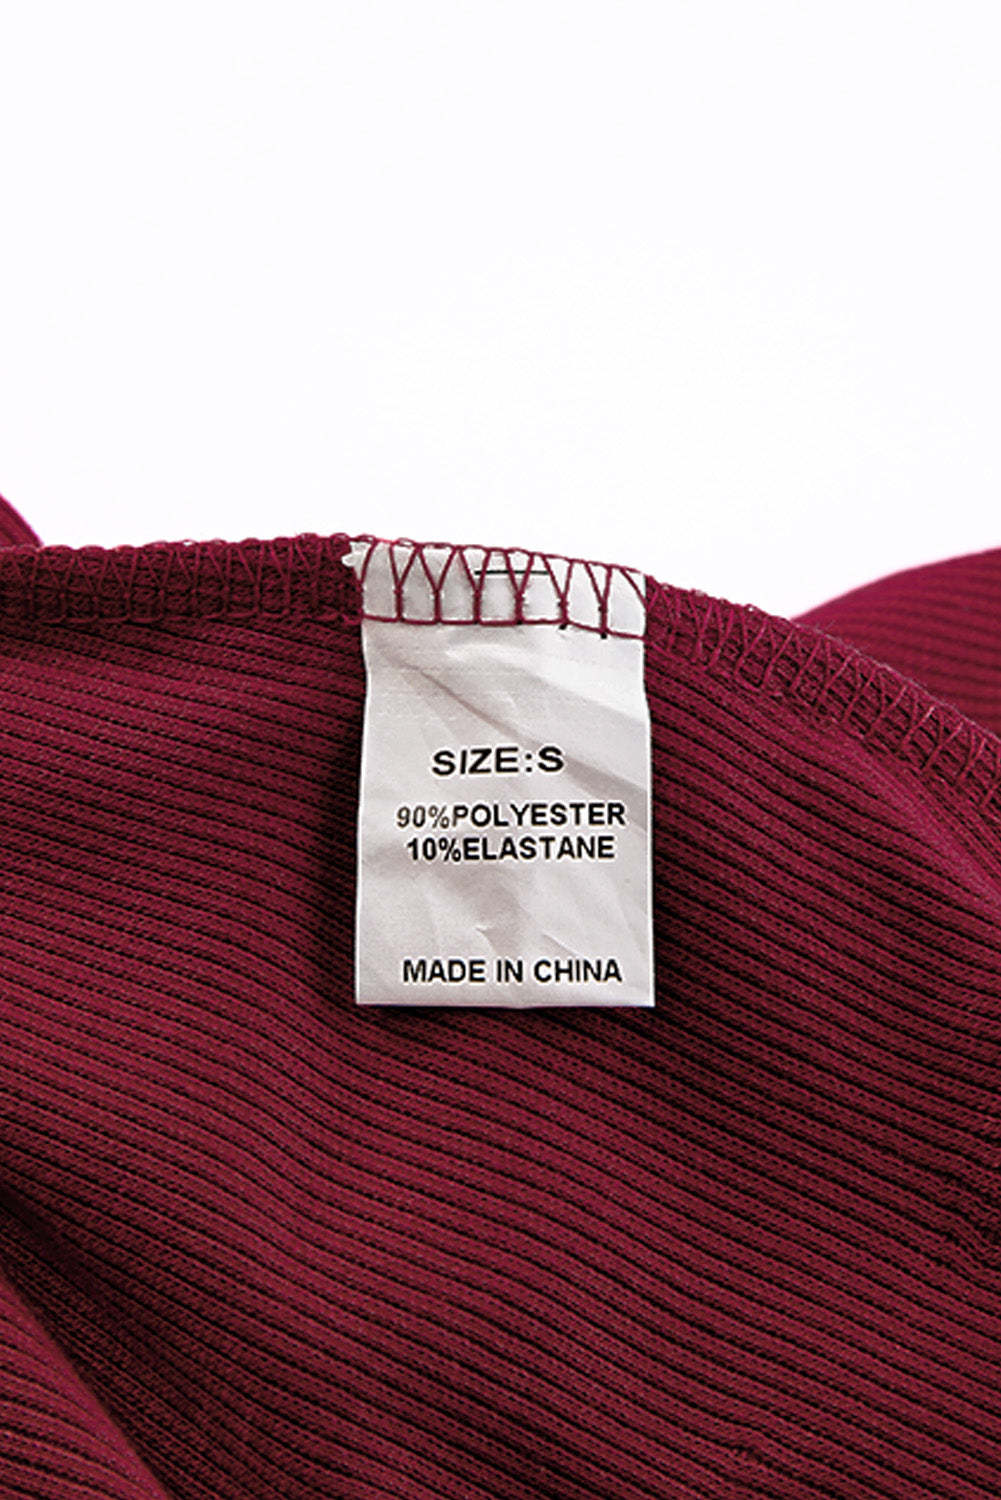 SIZE:S
90%POLYESTER
10%ELASTANE
MADE IN CHINA